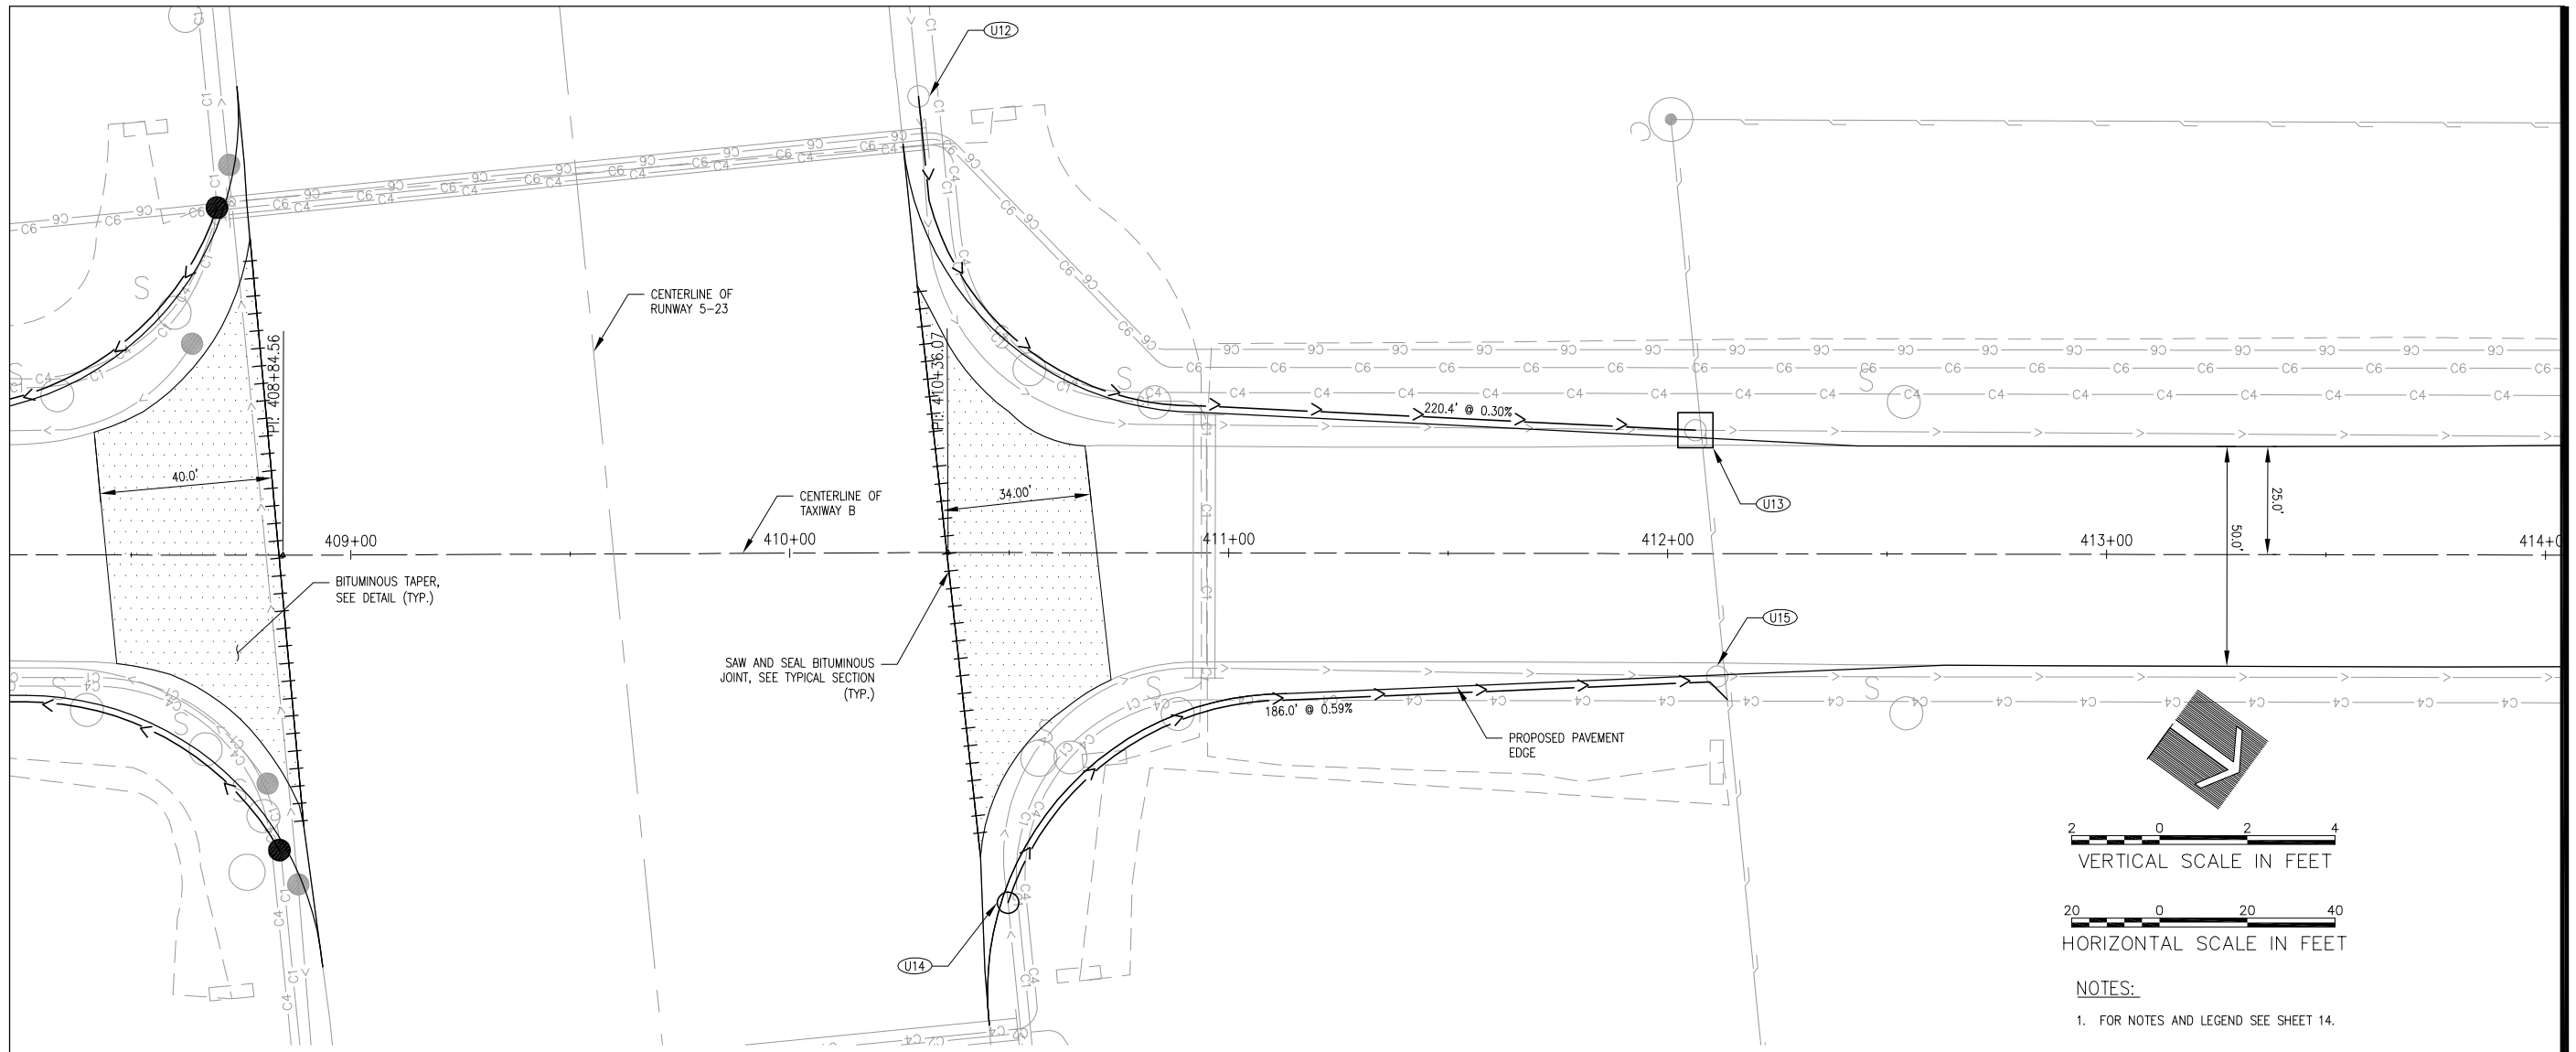 U12
CENTERLINE OF
RUNWAY 5-23
PI: 408+84.56
PI: 410+36.07
220.4' @ 0.30%
40.0'
34.00'
CENTERLINE OF
TAXIWAY B
U13
25.0'
50.0'
409+00
410+00
411+00
412+00
413+00
BITUMINOUS TAPER,
SEE DETAIL (TYP.)
U15
SAW AND SEAL BITUMINOUS
JOINT, SEE TYPICAL SECTION
(TYP.)
186.0' @ 0.59%
PROPOSED PAVEMENT
EDGE
U14
2 0 2 4
VERTICAL SCALE IN FEET
20 0 20 40
HORIZONTAL SCALE IN FEET
NOTES:
1. FOR NOTES AND LEGEND SEE SHEET 14.